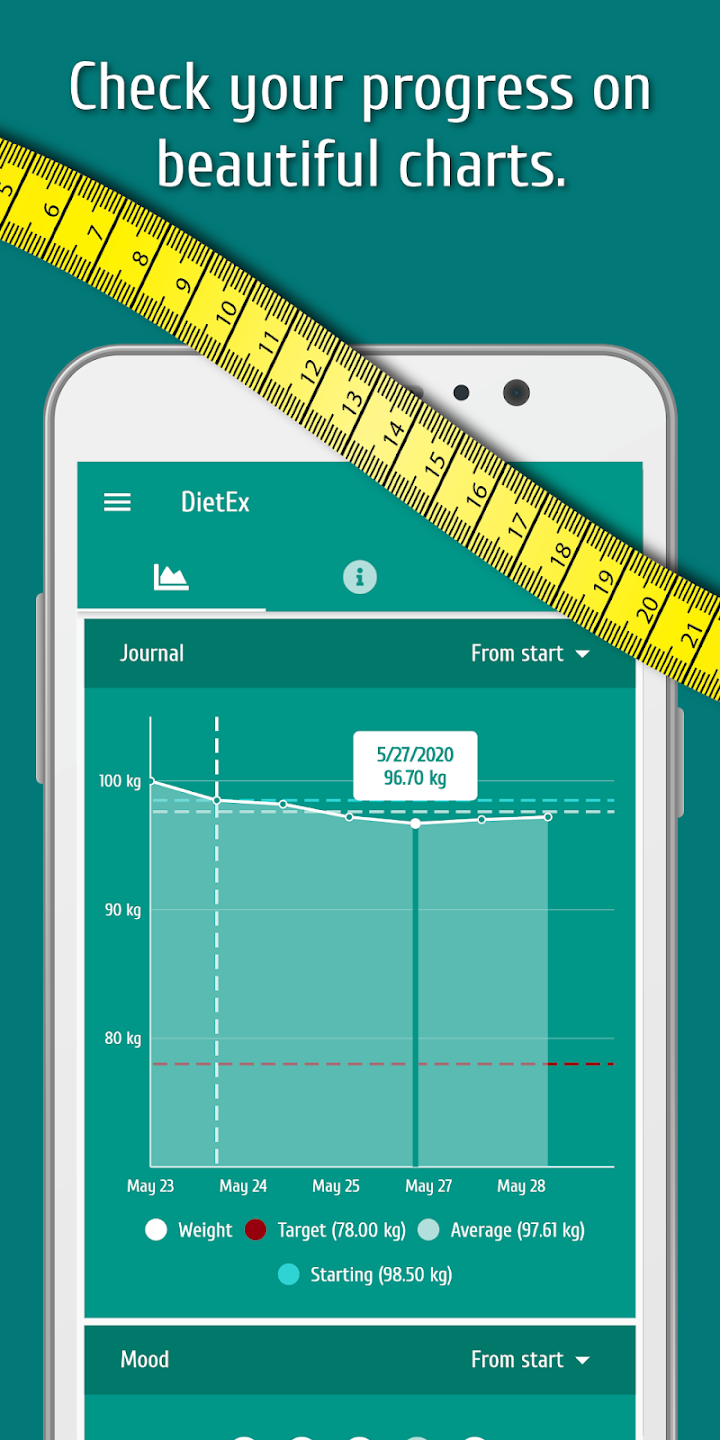 Check your progress on
beautiful charts.
5
6
7
8
9
10
11
12
13
14
15
16
17
18
19
20
21
DietEx
Journal
From start
5/27/2020
96.70 kg
100 kg
90 kg
80 kg
May 23 May 24 May 25 May 27 May 28
Weight Target (78.00 kg) Average (97.61 kg)
Starting (98.50 kg)
Mood
From start